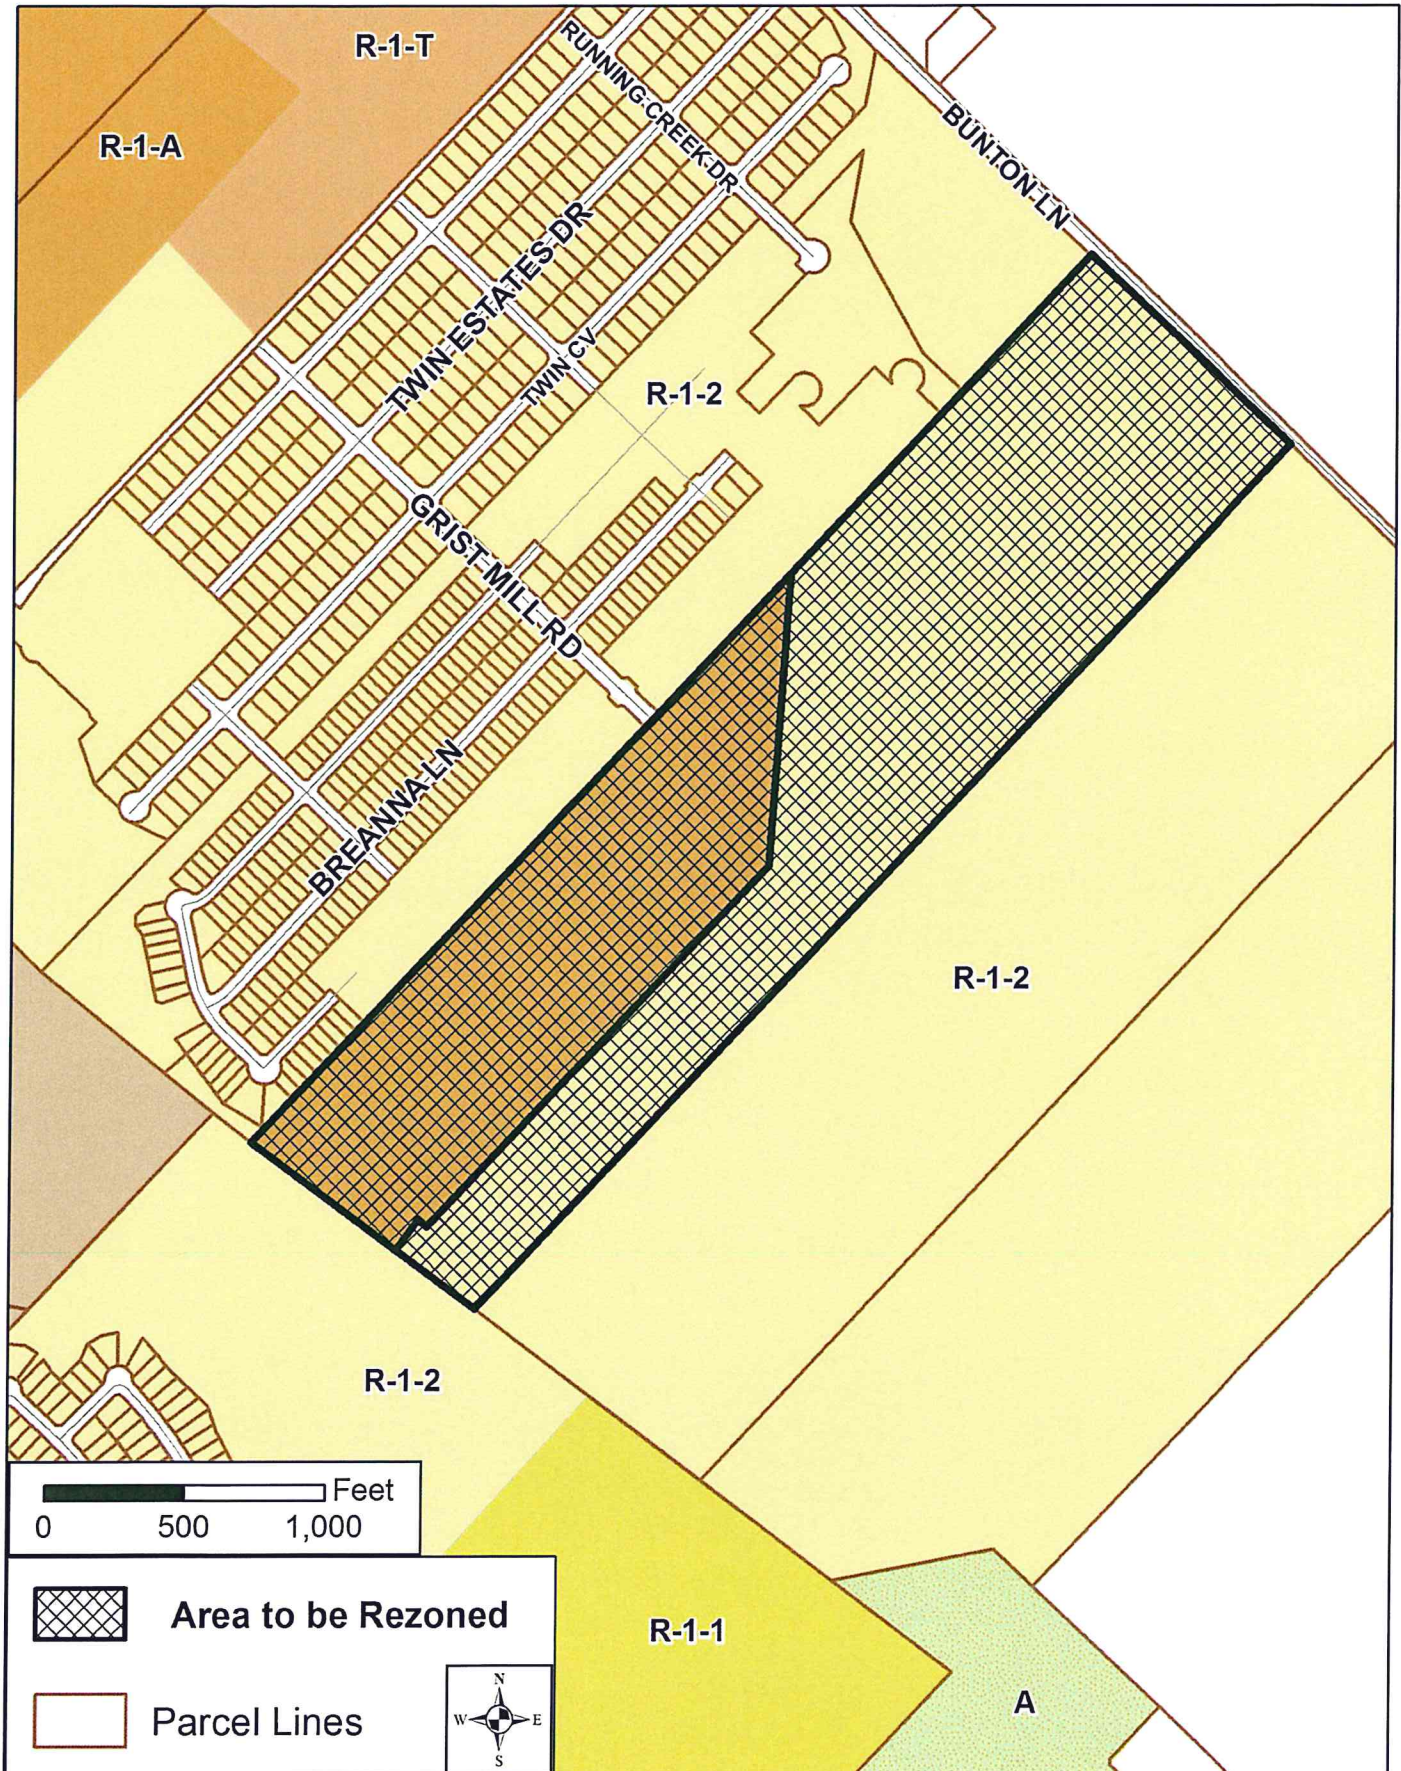 R-1-T
RUNNING CREEK DR
R-1-A
BUNTON LN
TWIN ESTATES DR
TWIN CV
R-1-2
GRIST MILL RD
BREANNA LN
R-1-2
R-1-2
Feet
0 500 1,000
Area to be Rezoned
R-1-1
Parcel Lines
N
W E
S
A